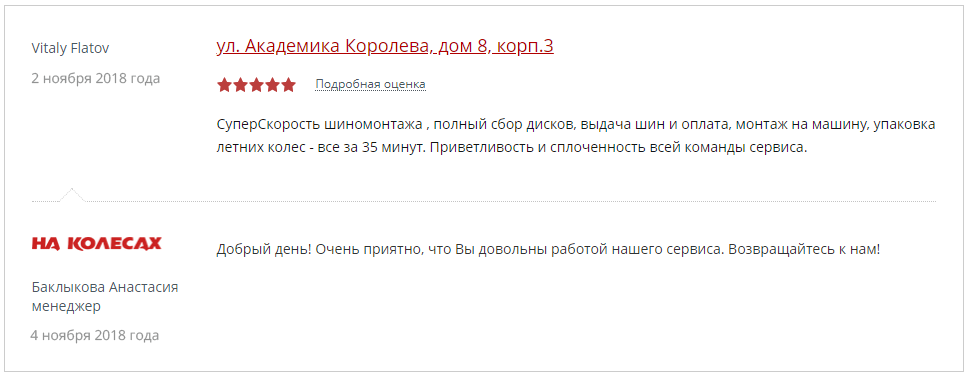 Vitaly Flatov
2 ноября 2018 года
ул. Академика Королева, дом 8, корп.3
Подробная оценка
СуперСкорость шиномонтажа , полный сбор дисков, выдача шин и оплата, монтаж на машину, упаковка
летних колес - все за 35 минут. Приветливость и сплоченность всей команды сервиса.
НА КОЛЕСАХ
Баклыкова Анастасия
менеджер
4 ноября 2018 года
Добрый день! Очень приятно, что Вы довольны работой нашего сервиса. Возвращайтесь к нам!